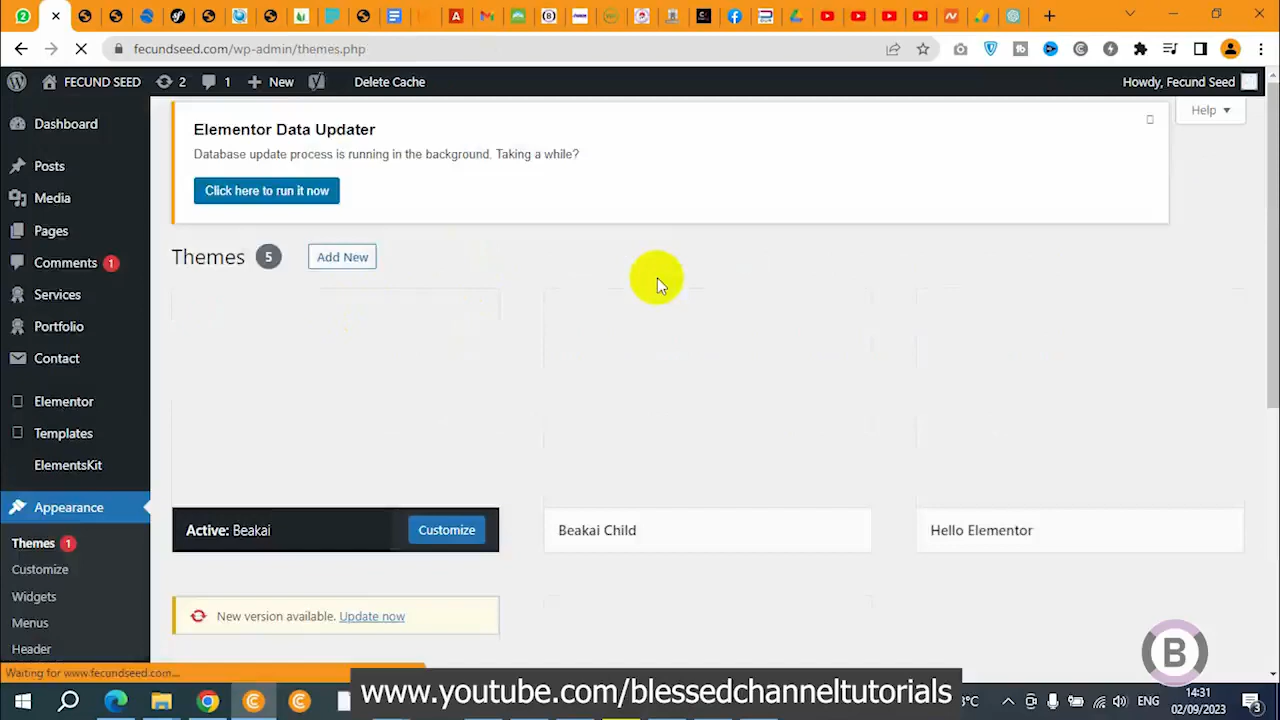 fecundseed.com/wp-admin/themes.php
FECUND SEED
2
1
New
Delete Cache
Howdy, Fecund Seed
Help
Dashboard
Posts
Media
Pages
Comments 1
Services
Portfolio
Contact
Elementor
Templates
ElementsKit
Appearance
Themes 1
Customize
Widgets
Menus
Header
Elementor Data Updater
Database update process is running in the background. Taking a while?
Click here to run it now
Themes 5
Add New
Active: Beakai
Customize
Beakai Child
Hello Elementor
New version available. Update now
Waiting for www.fecundseed.com...
www.youtube.com/blessedchanneltutorials
B
ENG
14:31
02/09/2023
3